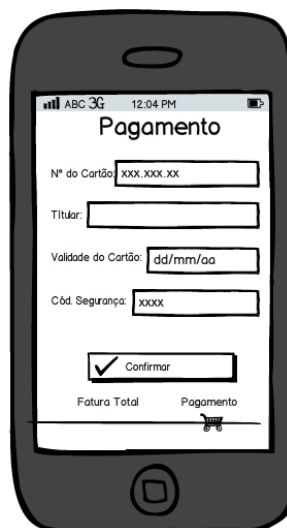 ABC 3G 12:04 PM
Pagamento
Nº do Cartão: xxx.xxx.xx
Titular:
Validade do Cartão: dd/mm/aa
Cód. Segurança: xxxx
Confirmar
Fatura Total Pagamento